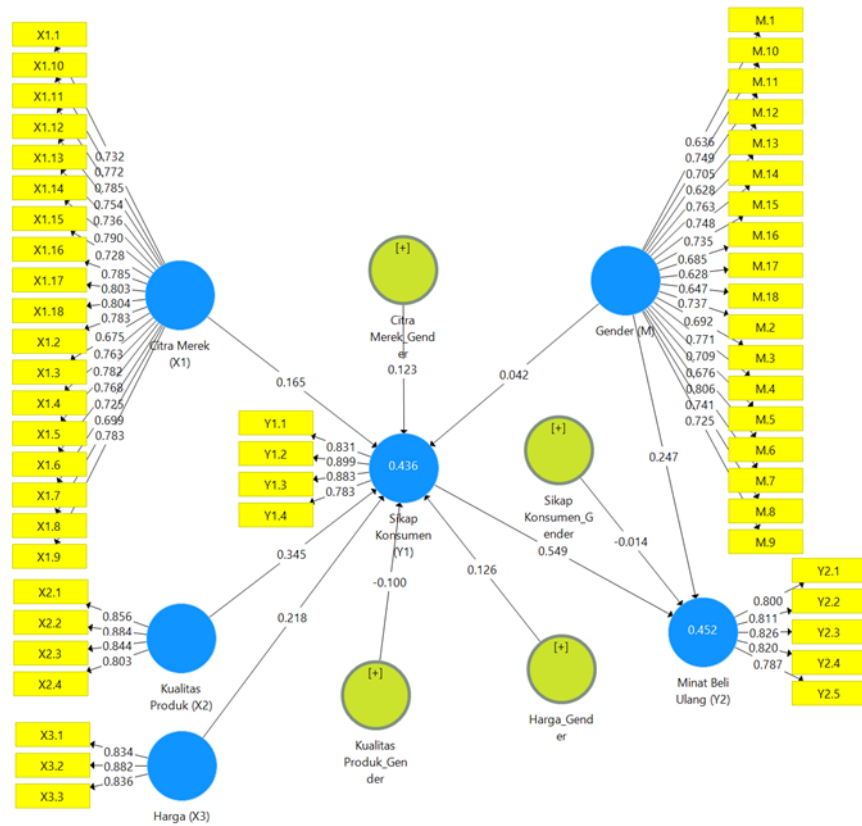 X1.1
X1.10
X1.11
X1.12
X1.13
X1.14
X1.15
X1.16
X1.17
X1.18
X1.2
X1.3
X1.4
X1.5
X1.6
X1.7
X1.8
X1.9
0.732
0.772
0.785
0.754
0.736
0.790
0.728
0.785
0.803
0.804
0.783
0.675
0.763
0.782
0.768
0.725
0.699
0.783
Citra Merek
(X1)
0.165
[+]
Citra
Merek_Gend
er
0.123
M.1
M.10
M.11
M.12
M.13
M.14
M.15
M.16
M.17
M.18
M.2
M.3
M.4
M.5
M.6
M.7
M.8
M.9
0.636
0.749
0.705
0.628
0.763
0.748
0.735
0.685
0.628
0.647
0.737
0.692
0.771
0.709
0.676
0.806
0.741
0.725
Gender (M)
0.042
0.247
Y1.1
Y1.2
Y1.3
Y1.4
0.831
0.899
0.883
0.783
0.436
Sikap
Konsumen
(Y1)
[+]
Sikap
Konsumen_G
ender
-0.014
0.549
0.345
0.218
-0.100
0.126
X2.1
X2.2
X2.3
X2.4
0.856
0.884
0.844
0.803
Kualitas
Produk (X2)
[+]
Kualitas
Produk_Gen
der
[+]
Harga_Gend
er
0.452
Minat Beli
Ulang (Y2)
0.800
0.811
0.826
0.820
0.787
Y2.1
Y2.2
Y2.3
Y2.4
Y2.5
X3.1
X3.2
X3.3
0.834
0.882
0.836
Harga (X3)